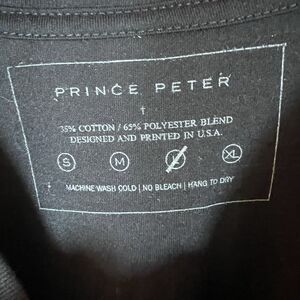 PRINCE PETER
†
35% COTTON / 65% POLYESTER BLEND
DESIGNED AND PRINTED IN U.S.A.
S M L XL
MACHINE WASH COLD | NO BLEACH | HANG TO DRY